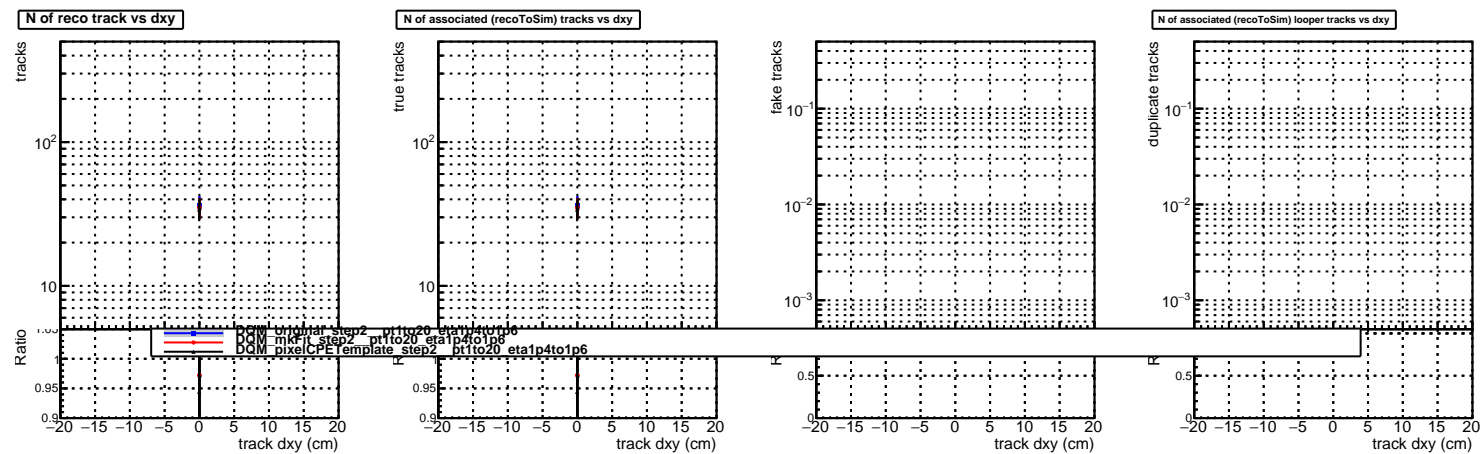 N of reco track vs dxy
N of associated (recoToSim) tracks vs dxy
N of associated (recoToSim) looper tracks vs dxy
tracks
10²
10
true tracks
10²
10
fake tracks
10⁻¹
10⁻²
10⁻³
duplicate tracks
10⁻¹
10⁻²
10⁻³
DQM_original_step2__pt1to20_eta1p4to1p6
DQM_mkFit_step2__pt1to20_eta1p4to1p6
DQM_pixelCPETemplate_step2__pt1to20_eta1p4to1p6
Ratio
1.05
1
0.95
0.9
−20 −15 −10 −5 0 5 10 15 20
track dxy (cm)
1
0.95
0.9
−20 −15 −10 −5 0 5 10 15 20
track dxy (cm)
0.5
0
−20 −15 −10 −5 0 5 10 15 20
track dxy (cm)
0.5
0
−20 −15 −10 −5 0 5 10 15 20
track dxy (cm)